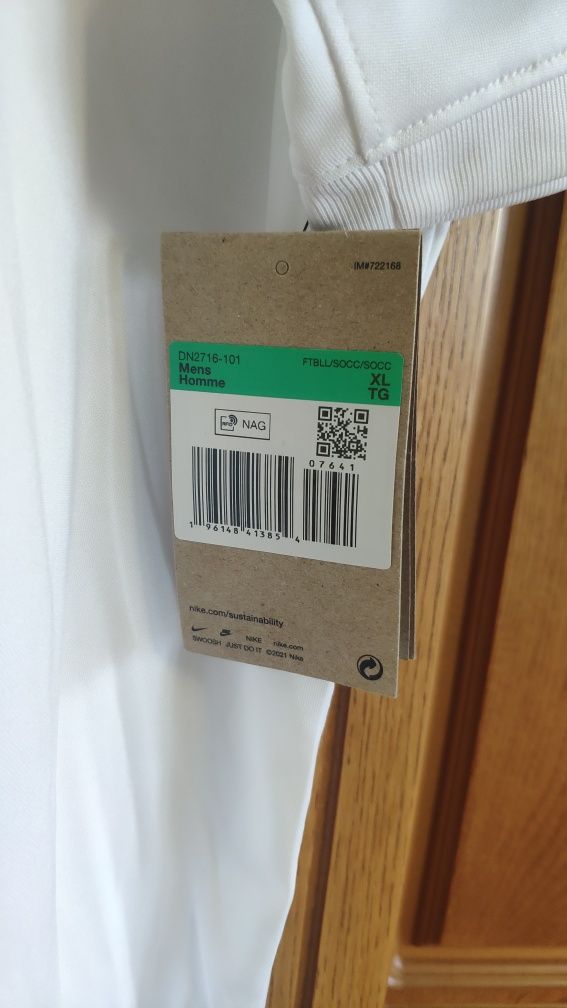 IM#722168
DN2716-101 FTBLL/SOCC/SOCC
Mens XL
Homme TG
RFID NAG
07641
1 96148 41385 4
nike.com/sustainability
NIKE nike.com
SWOOSH JUST DO IT ©2021 Nike